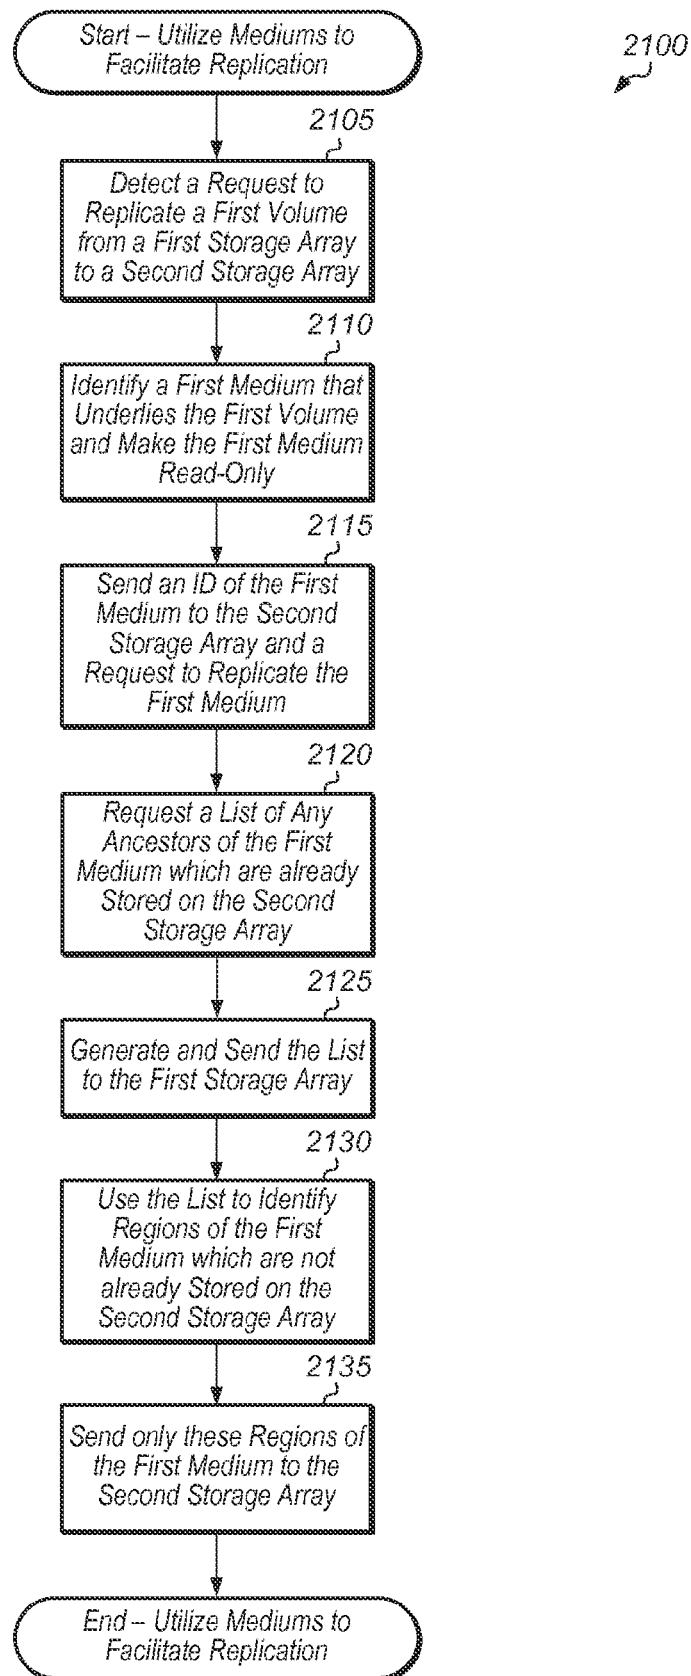 Start – Utilize Mediums to
Facilitate Replication
2100
2105
Detect a Request to
Replicate a First Volume
from a First Storage Array
to a Second Storage Array
2110
Identify a First Medium that
Underlies the First Volume
and Make the First Medium
Read-Only
2115
Send an ID of the First
Medium to the Second
Storage Array and a
Request to Replicate the
First Medium
2120
Request a List of Any
Ancestors of the First
Medium which are already
Stored on the Second
Storage Array
2125
Generate and Send the List
to the First Storage Array
2130
Use the List to Identify
Regions of the First
Medium which are not
already Stored on the
Second Storage Array
2135
Send only these Regions of
the First Medium to the
Second Storage Array
End – Utilize Mediums to
Facilitate Replication